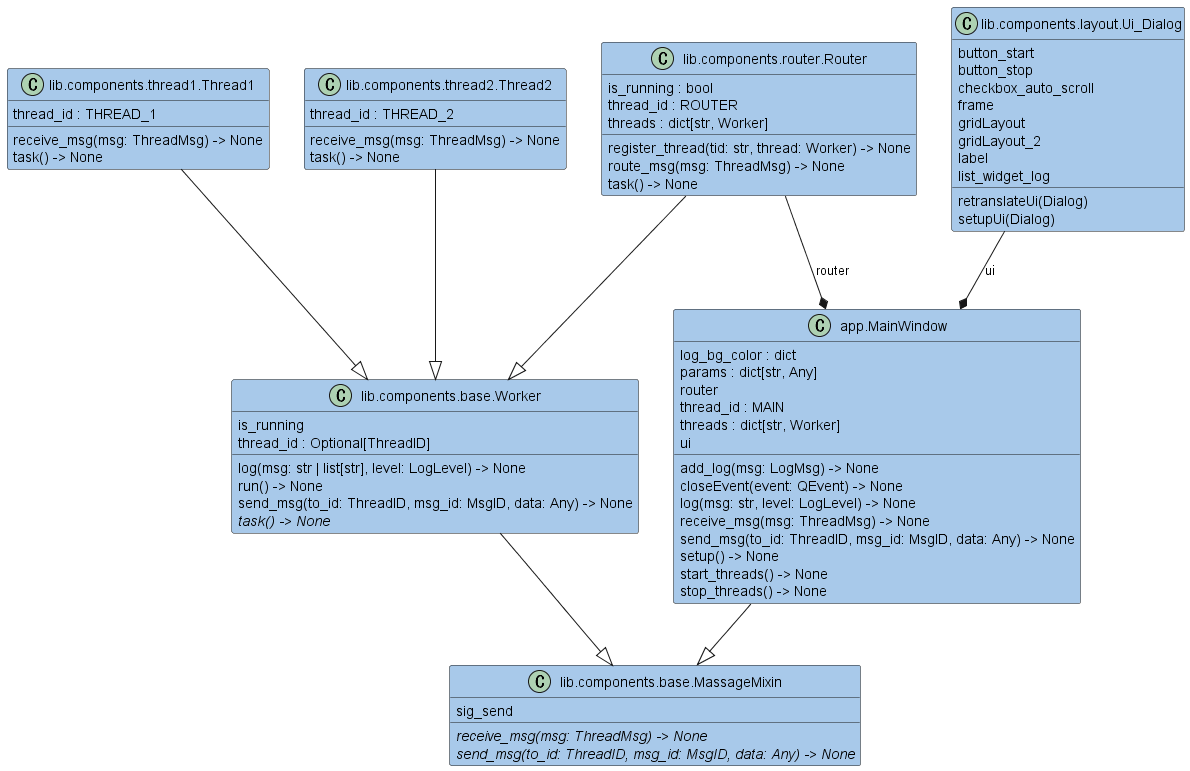 C lib.components.thread1.Thread1
thread_id : THREAD_1
receive_msg(msg: ThreadMsg) -> None
task() -> None
C lib.components.thread2.Thread2
thread_id : THREAD_2
receive_msg(msg: ThreadMsg) -> None
task() -> None
C lib.components.router.Router
is_running : bool
thread_id : ROUTER
threads : dict[str, Worker]
register_thread(tid: str, thread: Worker) -> None
route_msg(msg: ThreadMsg) -> None
task() -> None
C lib.components.layout.Ui_Dialog
button_start
button_stop
checkbox_auto_scroll
frame
gridLayout
gridLayout_2
label
list_widget_log
retranslateUi(Dialog)
setupUi(Dialog)
router
ui
C lib.components.base.Worker
is_running
thread_id : Optional[ThreadID]
log(msg: str | list[str], level: LogLevel) -> None
run() -> None
send_msg(to_id: ThreadID, msg_id: MsgID, data: Any) -> None
task() -> None
C app.MainWindow
log_bg_color : dict
params : dict[str, Any]
router
thread_id : MAIN
threads : dict[str, Worker]
ui
add_log(msg: LogMsg) -> None
closeEvent(event: QEvent) -> None
log(msg: str, level: LogLevel) -> None
receive_msg(msg: ThreadMsg) -> None
send_msg(to_id: ThreadID, msg_id: MsgID, data: Any) -> None
setup() -> None
start_threads() -> None
stop_threads() -> None
C lib.components.base.MassageMixin
sig_send
receive_msg(msg: ThreadMsg) -> None
send_msg(to_id: ThreadID, msg_id: MsgID, data: Any) -> None